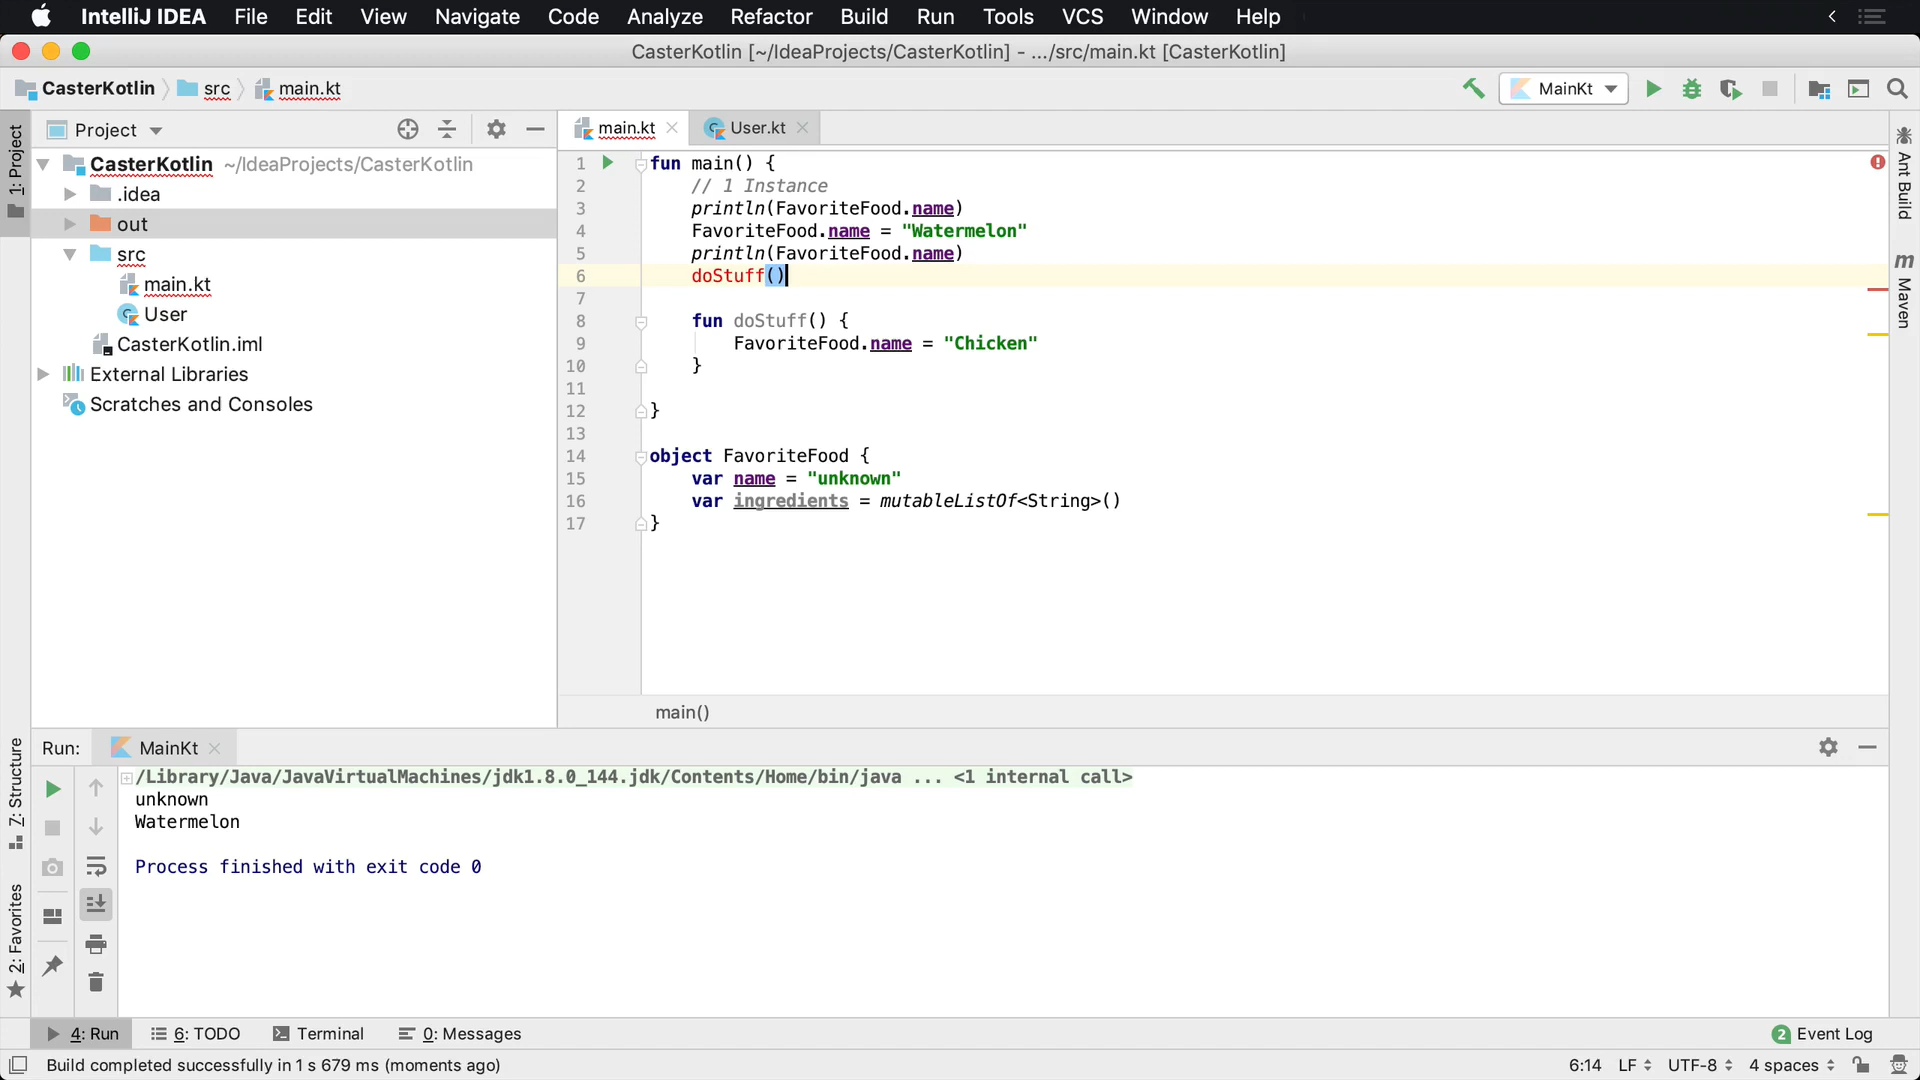 IntelliJ IDEA File Edit View Navigate Code Analyze Refactor Build Run Tools VCS Window Help
CasterKotlin [~/IdeaProjects/CasterKotlin] - .../src/main.kt [CasterKotlin]
CasterKotlin src main.kt
MainKt
Project
main.kt
User.kt
1: Project
CasterKotlin ~/IdeaProjects/CasterKotlin
.idea
out
src
main.kt
User
CasterKotlin.iml
External Libraries
Scratches and Consoles
1 fun main() {
2 // 1 Instance
3 println(FavoriteFood.name)
4 FavoriteFood.name = "Watermelon"
5 println(FavoriteFood.name)
6 doStuff()
7
8 fun doStuff() {
9 FavoriteFood.name = "Chicken"
10 }
11
12 }
13
14 object FavoriteFood {
15 var name = "unknown"
16 var ingredients = mutableListOf<String>()
17 }
main()
Ant Build
m Maven
Run: MainKt
/Library/Java/JavaVirtualMachines/jdk1.8.0_144.jdk/Contents/Home/bin/java ... <1 internal call>
unknown
Watermelon
Process finished with exit code 0
Z: Structure
2: Favorites
4: Run 6: TODO Terminal 0: Messages
2 Event Log
Build completed successfully in 1 s 679 ms (moments ago)
6:14 LF UTF-8 4 spaces